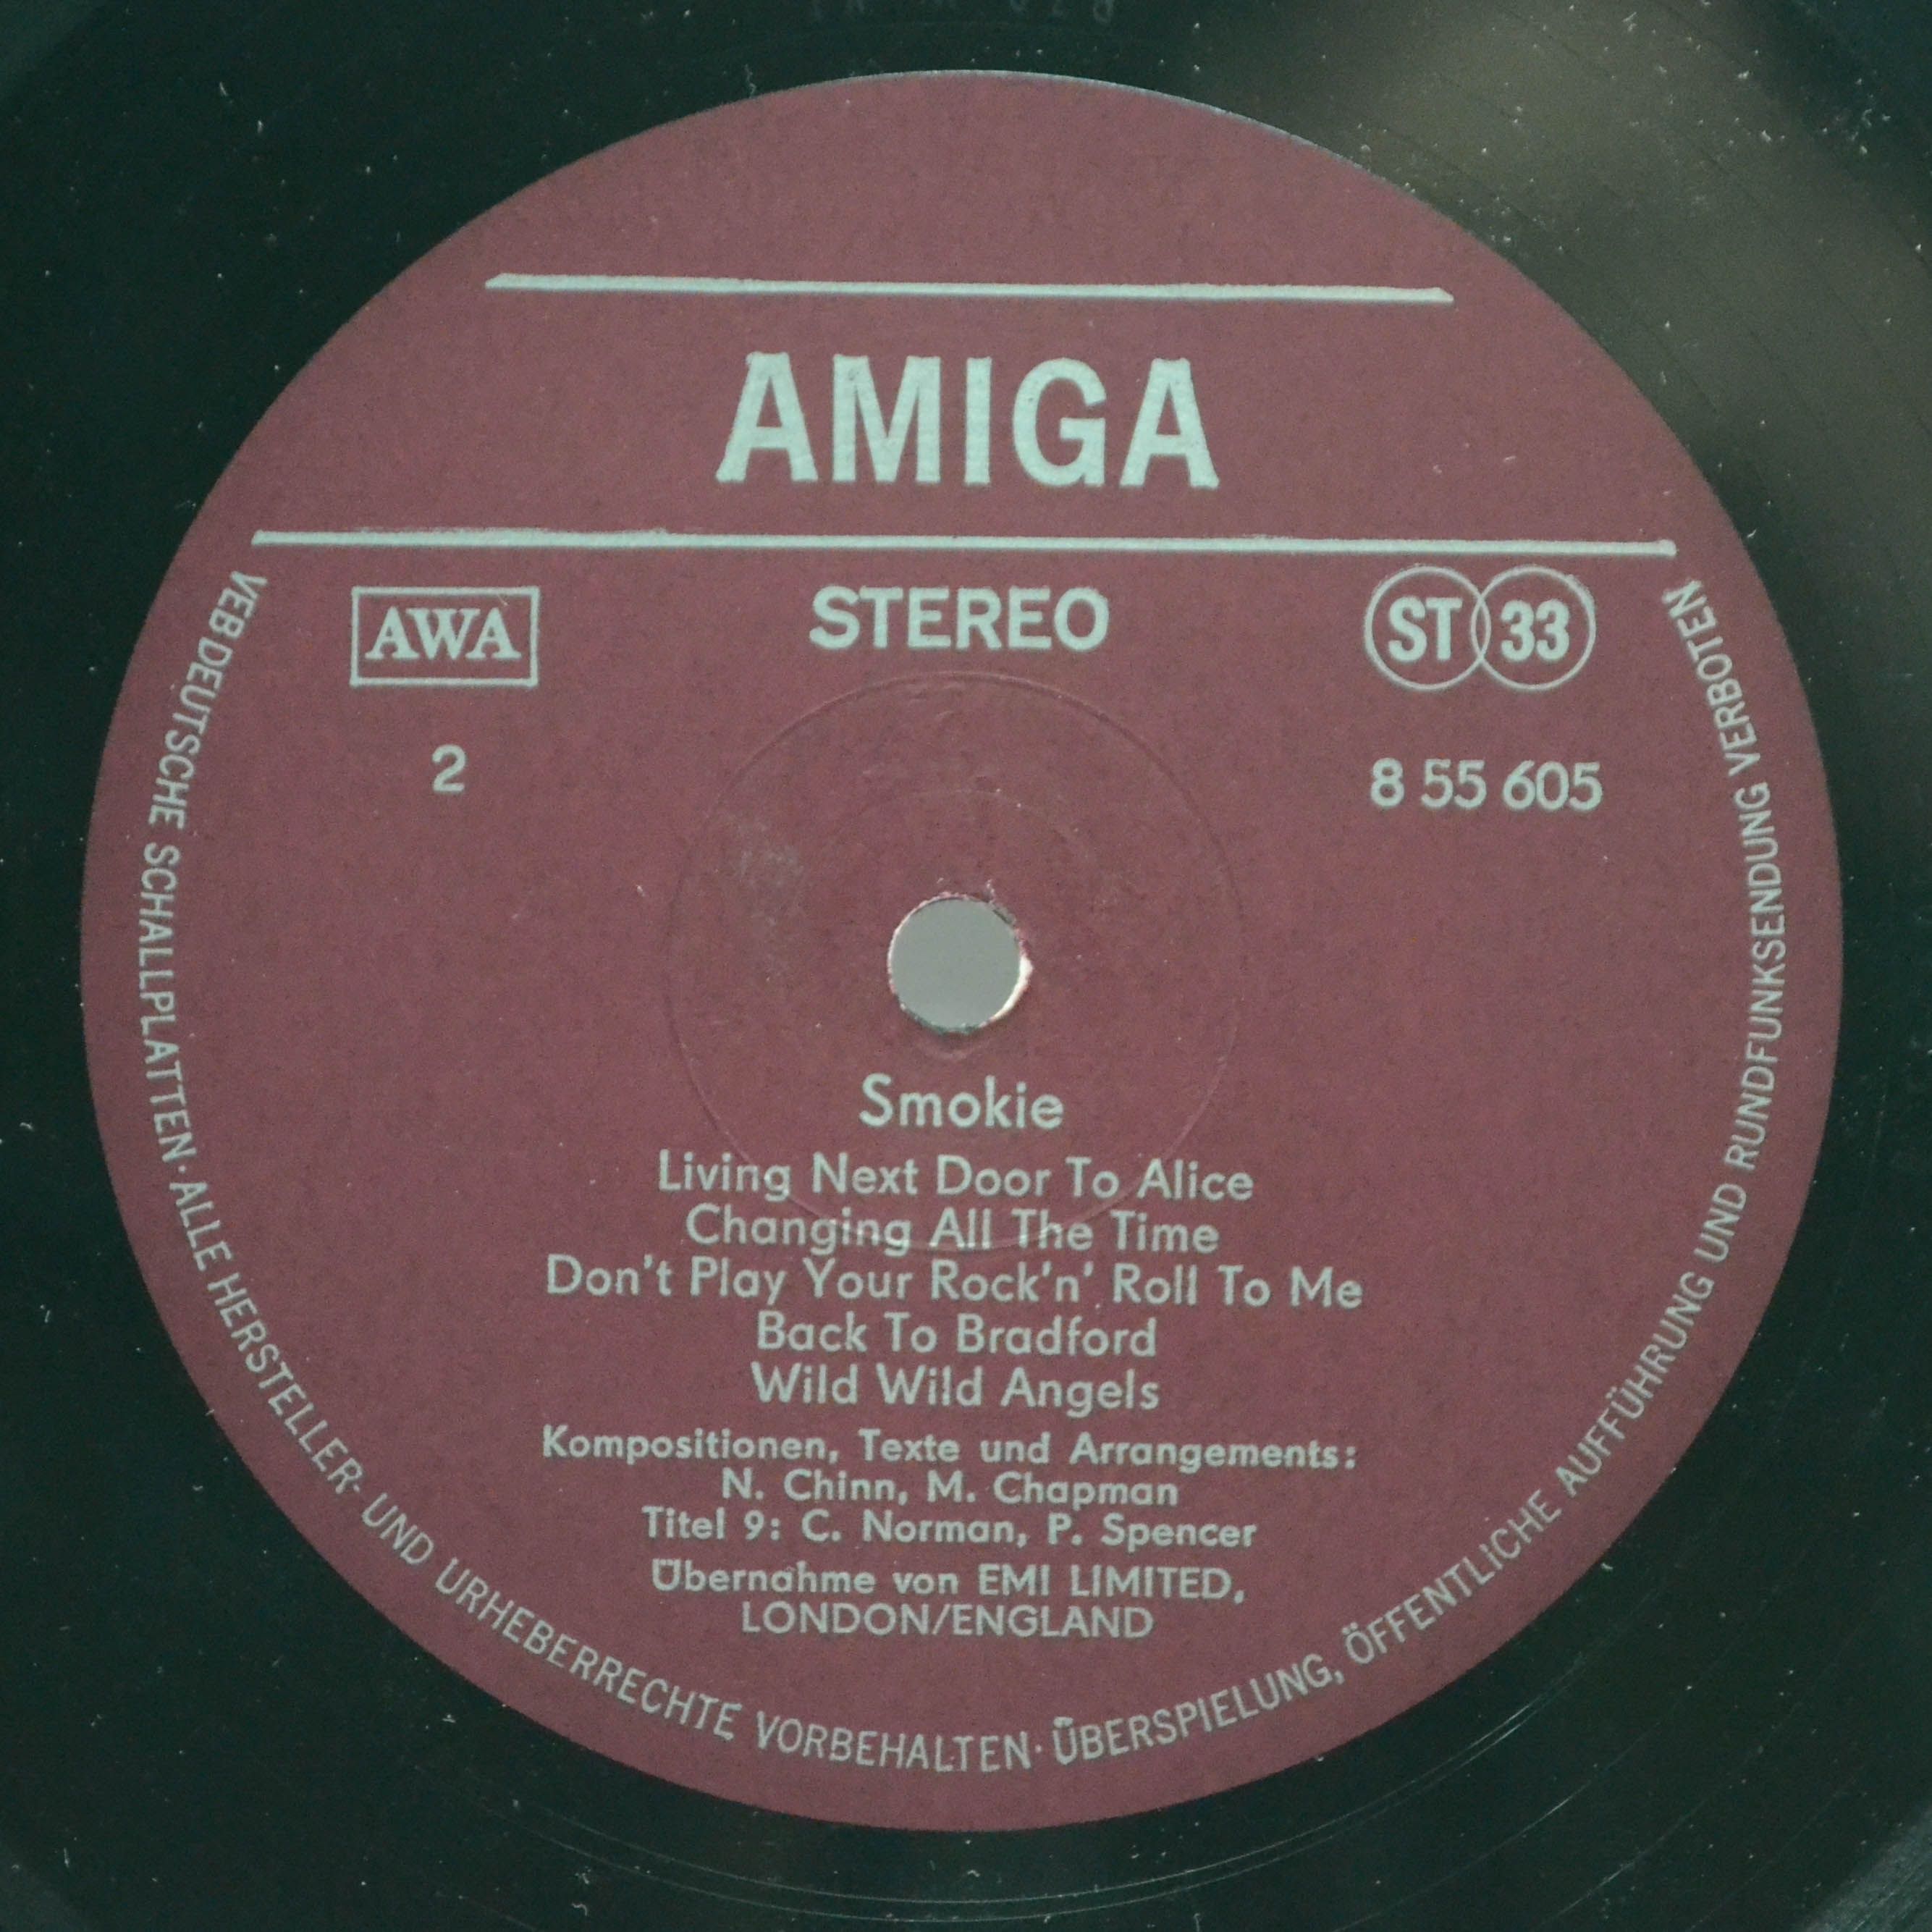 AMIGA
AWA
STEREO
ST 33
2
8 55 605
Smokie
Living Next Door To Alice
Changing All The Time
Don't Play Your Rock'n' Roll To Me
Back To Bradford
Wild Wild Angels
Kompositionen, Texte und Arrangements:
N. Chinn, M. Chapman
Titel 9: C. Norman, P. Spencer
Übernahme von EMI LIMITED,
LONDON/ENGLAND
VEB DEUTSCHE SCHALLPLATTEN · ALLE HERSTELLER- UND URHEBERRECHTE VORBEHALTEN · ÜBERSPIELUNG, ÖFFENTLICHE AUFFÜHRUNG UND RUNDFUNKSENDUNG VERBOTEN